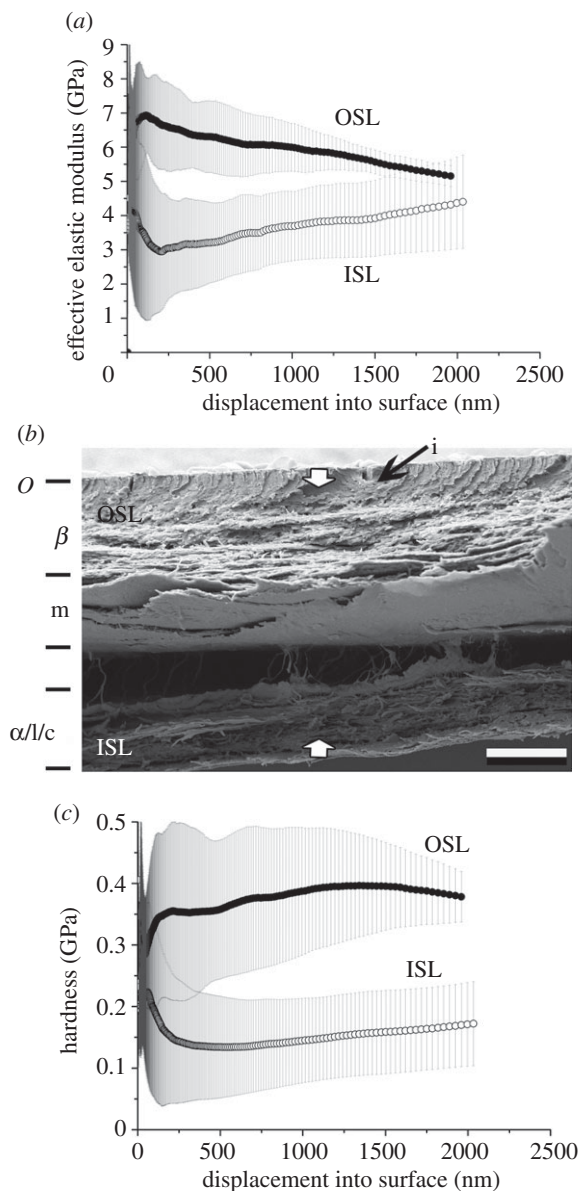 (a)
9
8
7
6
5
4
3
2
1
0
effective elastic modulus (GPa)
OSL
ISL
500
1000
1500
2000
2500
displacement into surface (nm)
(b)
i
O
OSL
β
m
α/l/c
ISL
(c)
0.5
0.4
0.3
0.2
0.1
0
hardness (GPa)
OSL
ISL
0
500
1000
1500
2000
2500
displacement into surface (nm)